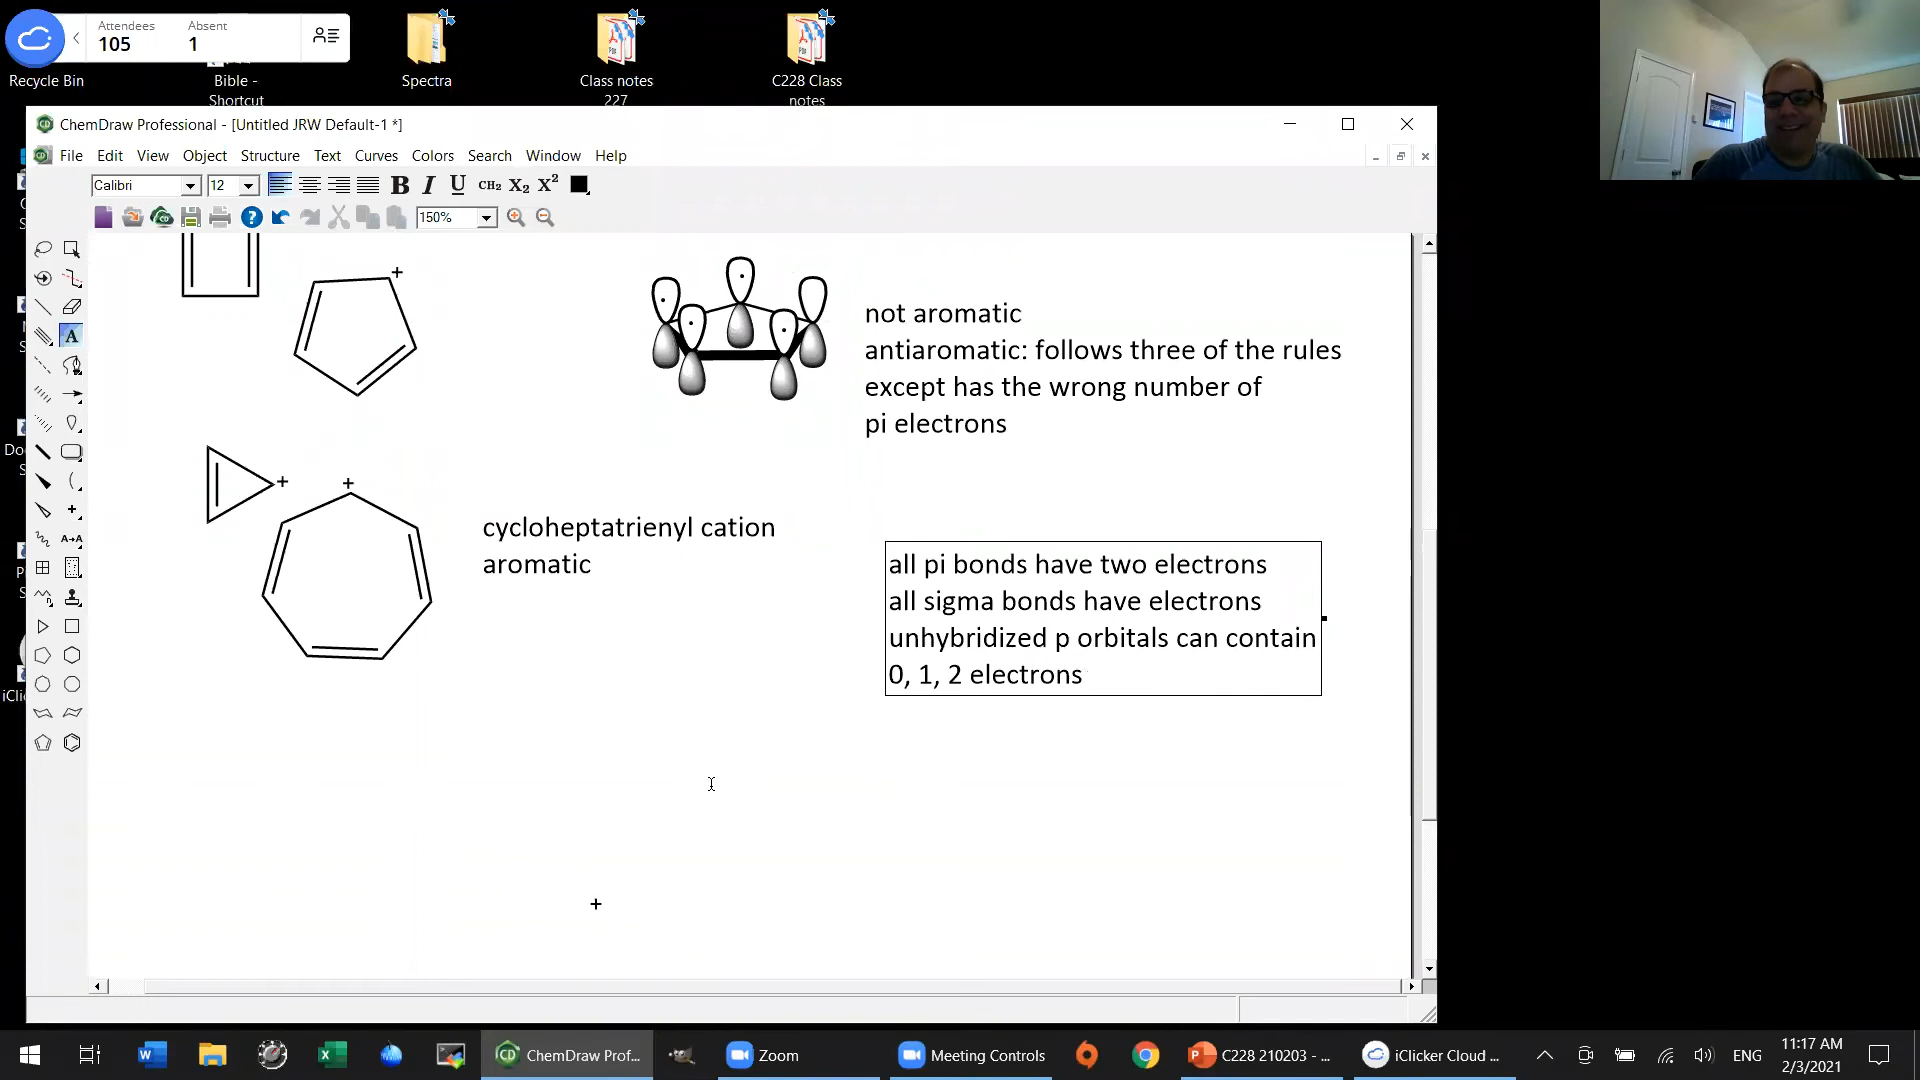 Attendees
105
Absent
1
Recycle Bin
Bible -
Shortcut
Spectra
Class notes
227
C228 Class
notes
ChemDraw Professional - [Untitled JRW Default-1 *]
File Edit View Object Structure Text Curves Colors Search Window Help
Calibri 12 B I U CH2 X2 X2
150%
A
not aromatic
antiaromatic: follows three of the rules
except has the wrong number of
pi electrons
+
+
+
cycloheptatrienyl cation
aromatic
all pi bonds have two electrons
all sigma bonds have electrons
unhybridized p orbitals can contain
0, 1, 2 electrons
+
ChemDraw Prof...
Zoom
Meeting Controls
C228 210203 - ...
iClicker Cloud ...
ENG
11:17 AM
2/3/2021